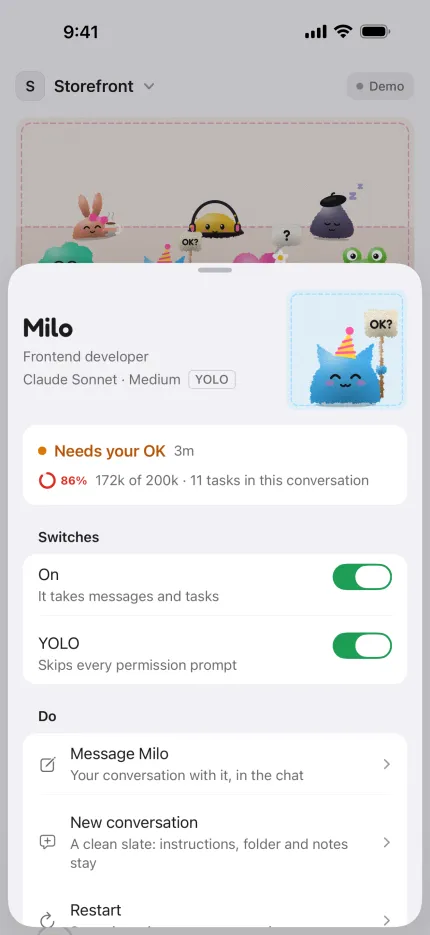 9:41
S Storefront
Demo
OK?
?
Milo
OK?
Frontend developer
Claude Sonnet · Medium YOLO
Needs your OK 3m
86% 172k of 200k · 11 tasks in this conversation
Switches
On
It takes messages and tasks
YOLO
Skips every permission prompt
Do
Message Milo
Your conversation with it, in the chat
New conversation
A clean slate: instructions, folder and notes
stay
Restart